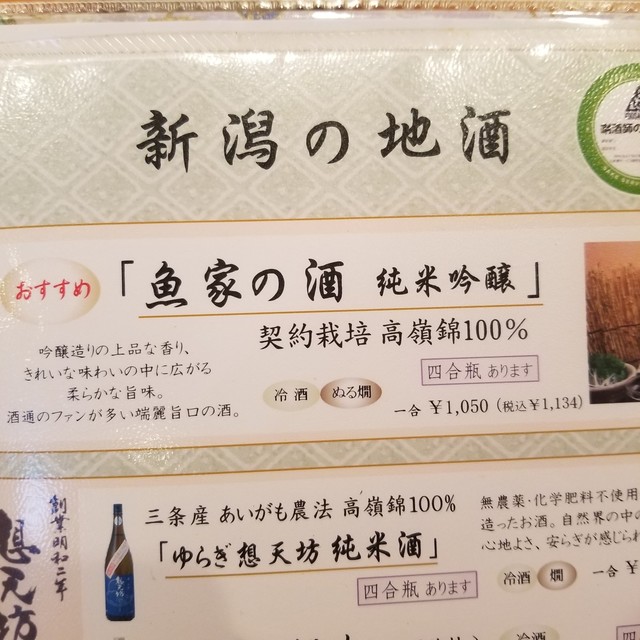 新潟の地酒
おすすめ
「魚家の酒 純米吟醸」
契約栽培 高嶺錦100%
吟醸造りの上品な香り、
きれいな味わいの中に広がる
柔らかな旨味。
酒通のファンが多い端麗旨口の酒。
四合瓶 あります
冷酒 ぬる燗
一合 ¥1,050 (税込¥1,134)
創業明和二年
想天坊
三条産 あいがも農法 高嶺錦100%
「ゆらぎ想天坊 純米酒」
四合瓶 あります
無農薬・化学肥料不使用
造ったお酒。自然界の中の
心地よさ、安らぎが感じられ
冷酒 燗
一合 ¥
冷酒